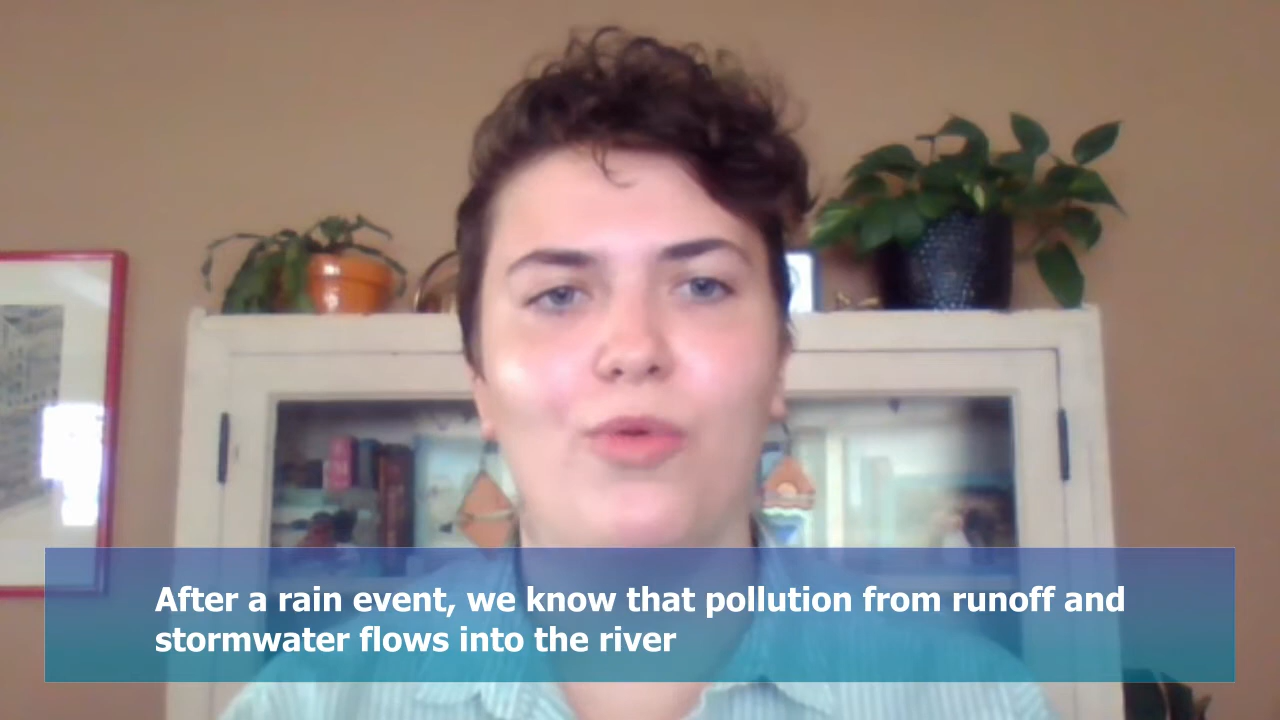 After a rain event, we know that pollution from runoff and
stormwater flows into the river